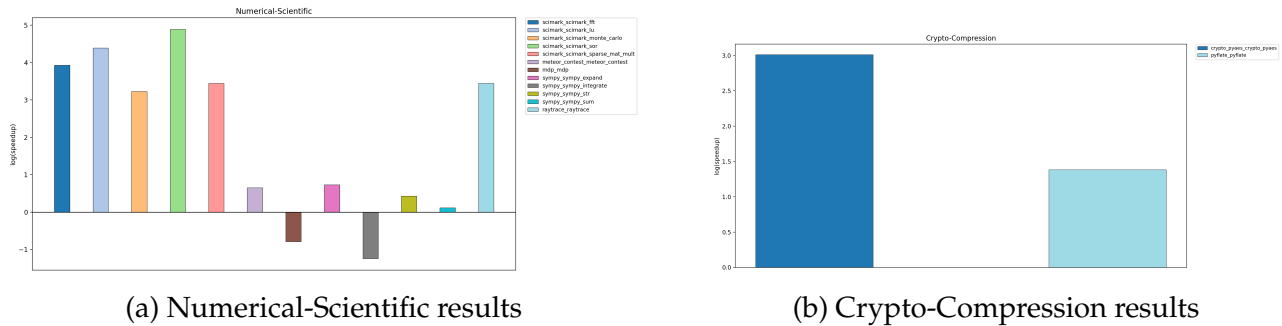 Numerical-Scientific
log(speedup)
5
4
3
2
1
0
−1
scimark_scimark_fft
scimark_scimark_lu
scimark_scimark_monte_carlo
scimark_scimark_sor
scimark_scimark_sparse_mat_mult
meteor_contest_meteor_contest
mdp_mdp
sympy_sympy_expand
sympy_sympy_integrate
sympy_sympy_str
sympy_sympy_sum
raytrace_raytrace
(a) Numerical-Scientific results
Crypto-Compression
log(speedup)
3.0
2.5
2.0
1.5
1.0
0.5
0.0
crypto_pyaes_crypto_pyaes
pyflate_pyflate
(b) Crypto-Compression results